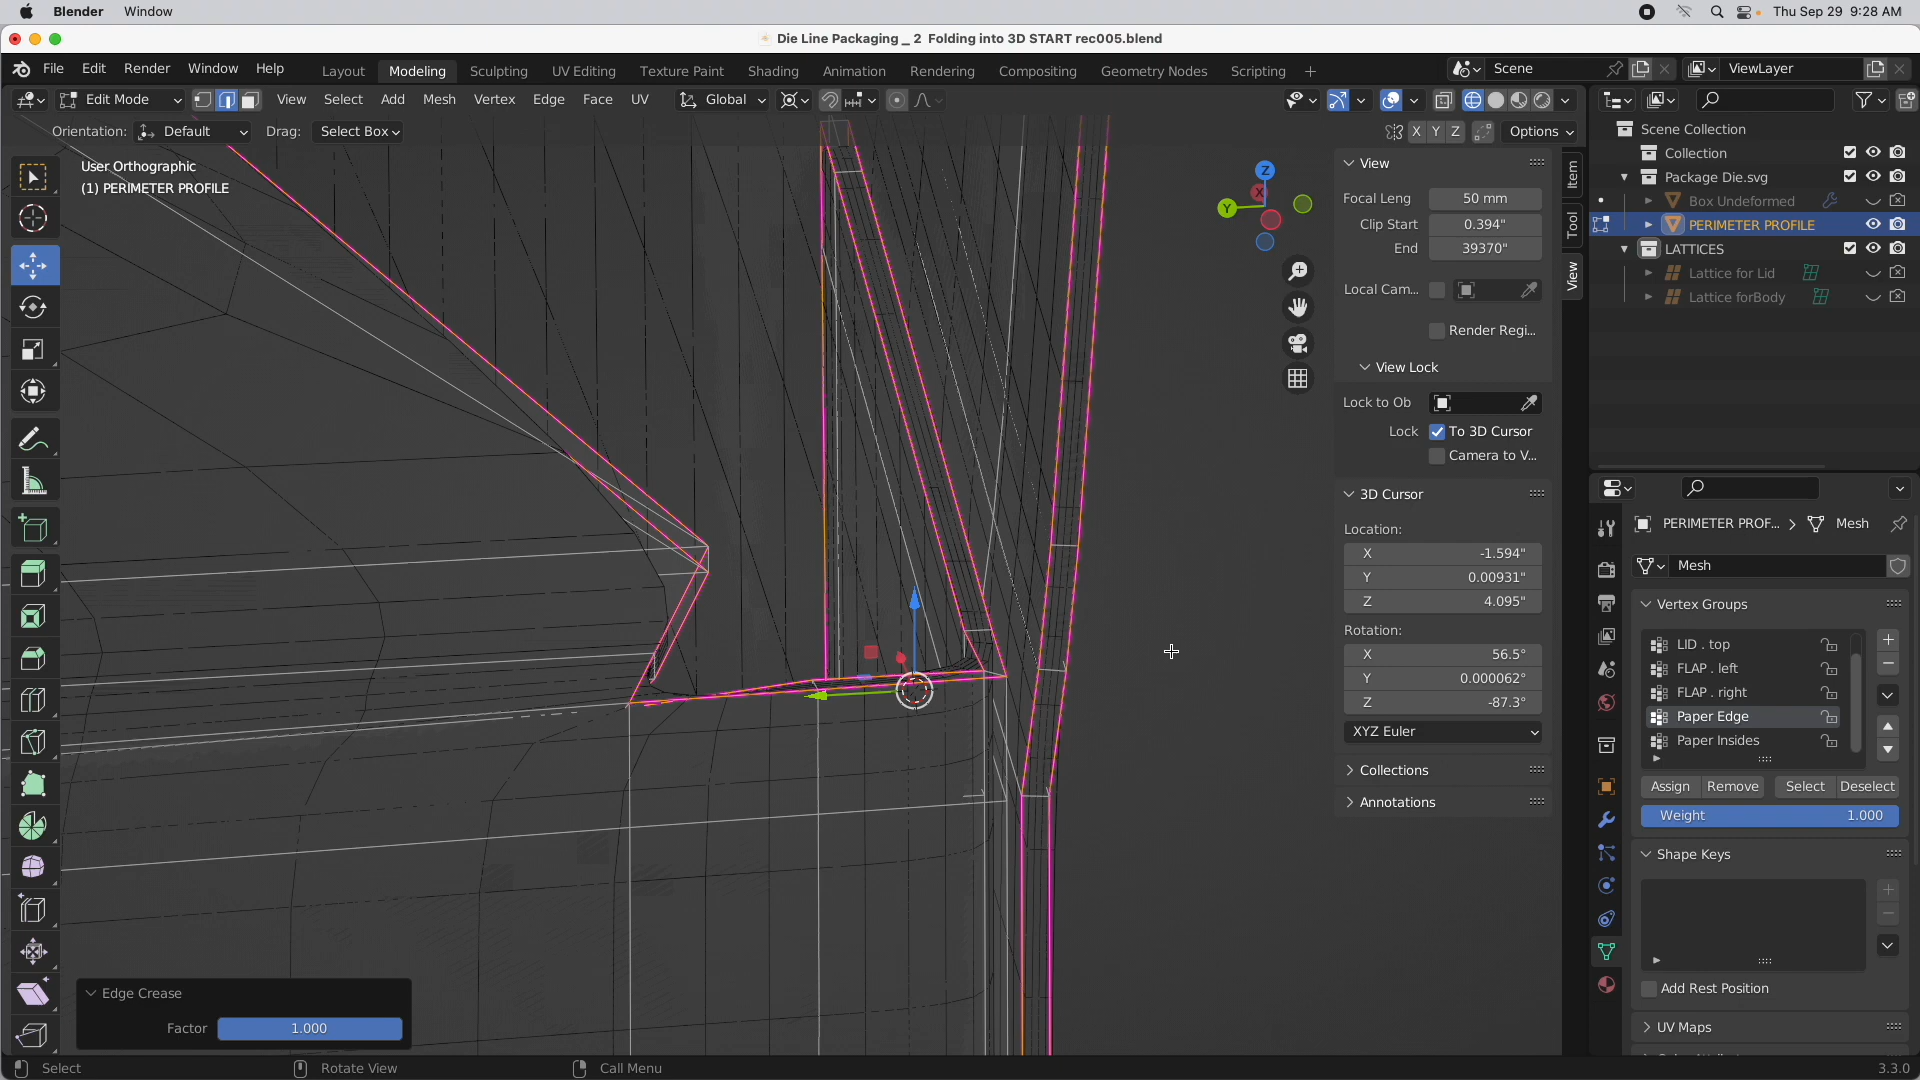 Blender Window Thu Sep 29 9:28 AM
Die Line Packaging _ 2 Folding into 3D START rec005.blend
File Edit Render Window Help Layout Modeling Sculpting UV Editing Texture Paint Shading Animation Rendering Compositing Geometry Nodes Scripting + Scene ViewLayer
Edit Mode View Select Add Mesh Vertex Edge Face UV Global
Orientation: Default Drag: Select Box X Y Z Options
User Orthographic
(1) PERIMETER PROFILE
Z
X
Y
View
Focal Leng 50 mm
Clip Start 0.394"
End 39370"
Local Cam...
Render Regi...
View Lock
Lock to Ob
Lock To 3D Cursor
Camera to V...
3D Cursor
Location:
X -1.594"
Y 0.00931"
Z 4.095"
Rotation:
X 56.5°
Y 0.000062°
Z -87.3°
XYZ Euler
Collections
Annotations
Item
Tool
View
Scene Collection
Collection
Package Die.svg
Box Undeformed
PERIMETER PROFILE
LATTICES
Lattice for Lid
Lattice forBody
PERIMETER PROF... Mesh
Mesh
Vertex Groups
LID . top
FLAP . left
FLAP . right
Paper Edge
Paper Insides
Assign Remove Select Deselect
Weight 1.000
Shape Keys
Add Rest Position
UV Maps
Edge Crease
Factor 1.000
Select Rotate View Call Menu 3.3.0